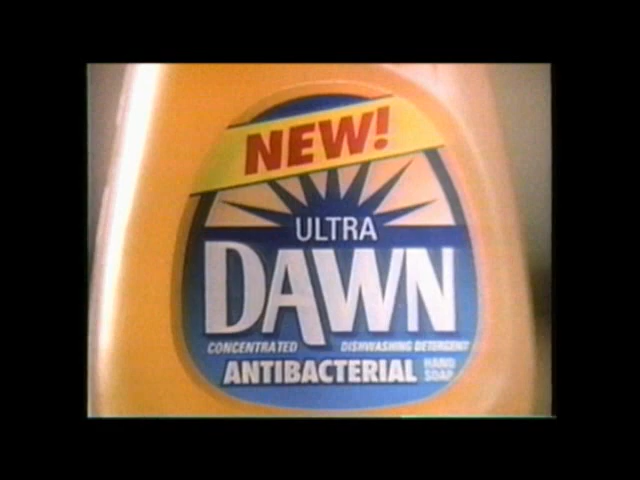 NEW!
ULTRA
DAWN
CONCENTRATED DISHWASHING DETERGENT
ANTIBACTERIAL HAND SOAP